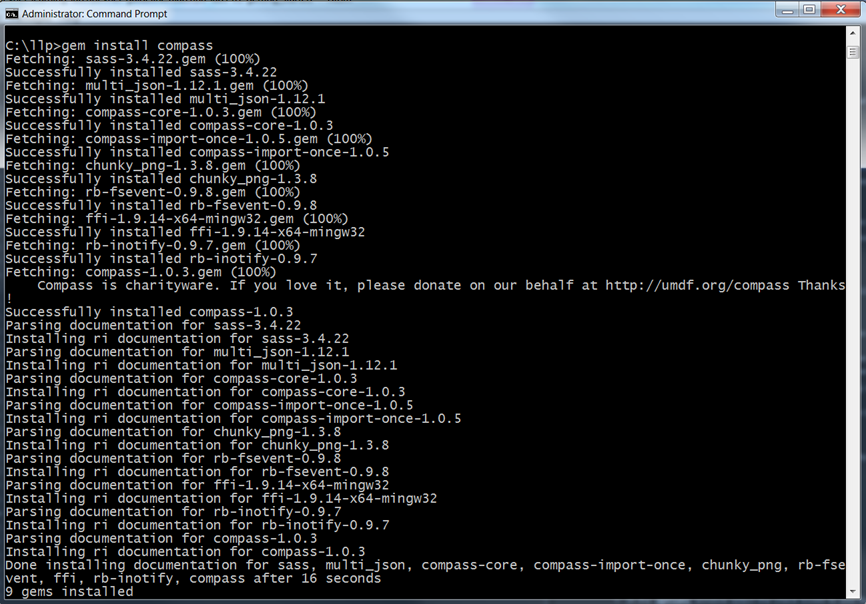 Administrator: Command Prompt
C:\llp>gem install compass
Fetching: sass-3.4.22.gem (100%)
Successfully installed sass-3.4.22
Fetching: multi_json-1.12.1.gem (100%)
Successfully installed multi_json-1.12.1
Fetching: compass-core-1.0.3.gem (100%)
Successfully installed compass-core-1.0.3
Fetching: compass-import-once-1.0.5.gem (100%)
Successfully installed compass-import-once-1.0.5
Fetching: chunky_png-1.3.8.gem (100%)
Successfully installed chunky_png-1.3.8
Fetching: rb-fsevent-0.9.8.gem (100%)
Successfully installed rb-fsevent-0.9.8
Fetching: ffi-1.9.14-x64-mingw32.gem (100%)
Successfully installed ffi-1.9.14-x64-mingw32
Fetching: rb-inotify-0.9.7.gem (100%)
Successfully installed rb-inotify-0.9.7
Fetching: compass-1.0.3.gem (100%)
    Compass is charityware. If you love it, please donate on our behalf at http://umdf.org/compass Thanks
!
Successfully installed compass-1.0.3
Parsing documentation for sass-3.4.22
Installing ri documentation for sass-3.4.22
Parsing documentation for multi_json-1.12.1
Installing ri documentation for multi_json-1.12.1
Parsing documentation for compass-core-1.0.3
Installing ri documentation for compass-core-1.0.3
Parsing documentation for compass-import-once-1.0.5
Installing ri documentation for compass-import-once-1.0.5
Parsing documentation for chunky_png-1.3.8
Installing ri documentation for chunky_png-1.3.8
Parsing documentation for rb-fsevent-0.9.8
Installing ri documentation for rb-fsevent-0.9.8
Parsing documentation for ffi-1.9.14-x64-mingw32
Installing ri documentation for ffi-1.9.14-x64-mingw32
Parsing documentation for rb-inotify-0.9.7
Installing ri documentation for rb-inotify-0.9.7
Parsing documentation for compass-1.0.3
Installing ri documentation for compass-1.0.3
Done installing documentation for sass, multi_json, compass-core, compass-import-once, chunky_png, rb-fse
vent, ffi, rb-inotify, compass after 16 seconds
9 gems installed